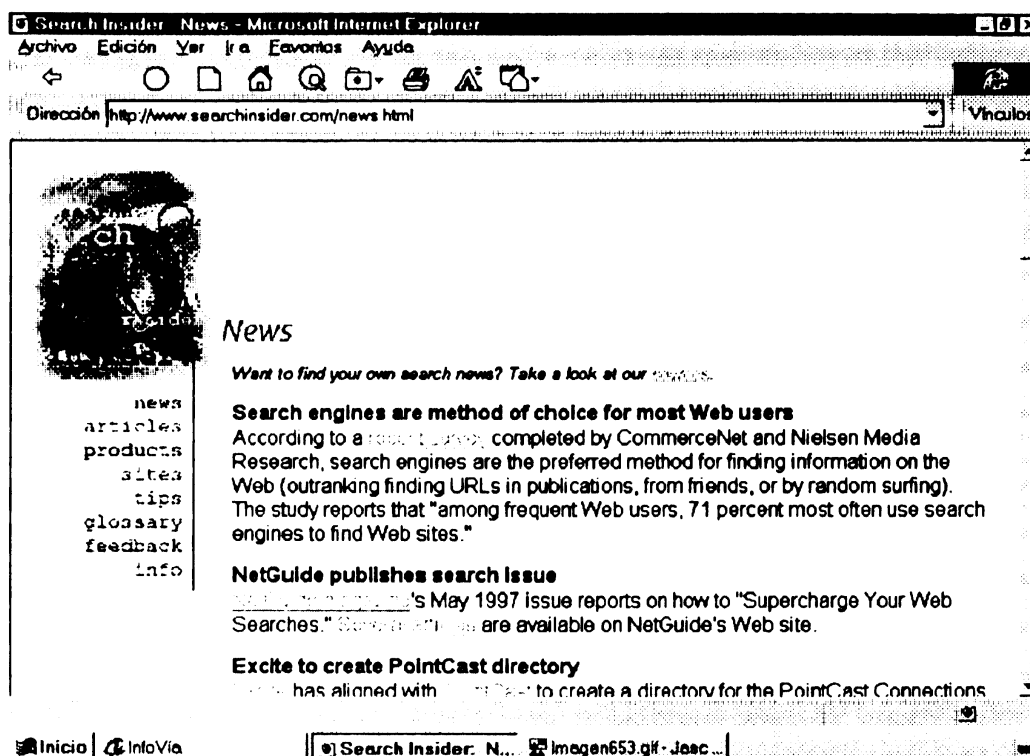 Search Insider News - Microsoft Internet Explorer
Archivo Edición Ver Ir a Favoritos Ayuda
Dirección http://www.searchinsider.com/news html
Vínculos
ch
News
Want to find your own search news? Take a look at our
news
articles
products
sites
tips
glossary
feedback
info
Search engines are method of choice for most Web users
According to a completed by CommerceNet and Nielsen Media
Research, search engines are the preferred method for finding information on the
Web (outranking finding URLs in publications, from friends, or by random surfing).
The study reports that "among frequent Web users, 71 percent most often use search
engines to find Web sites."
NetGuide publishes search issue
's May 1997 issue reports on how to "Supercharge Your Web
Searches." are available on NetGuide's Web site.
Excite to create PointCast directory
has aligned with to create a directory for the PointCast Connections
Inicio InfoVía Search Insider: N... Imagen653.gif - Jasc ...